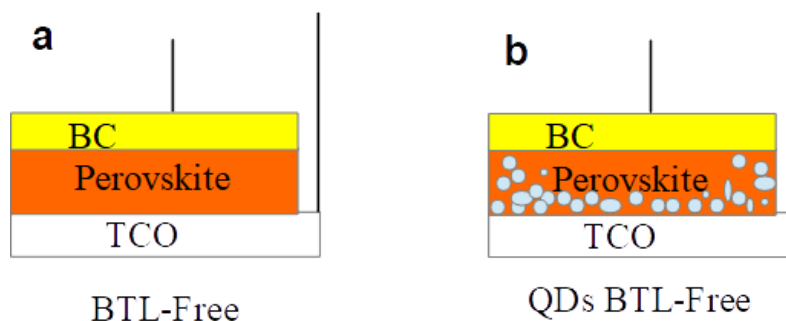 a
BC
Perovskite
TCO
BTL-Free
b
BC
Perovskite
TCO
QDs BTL-Free